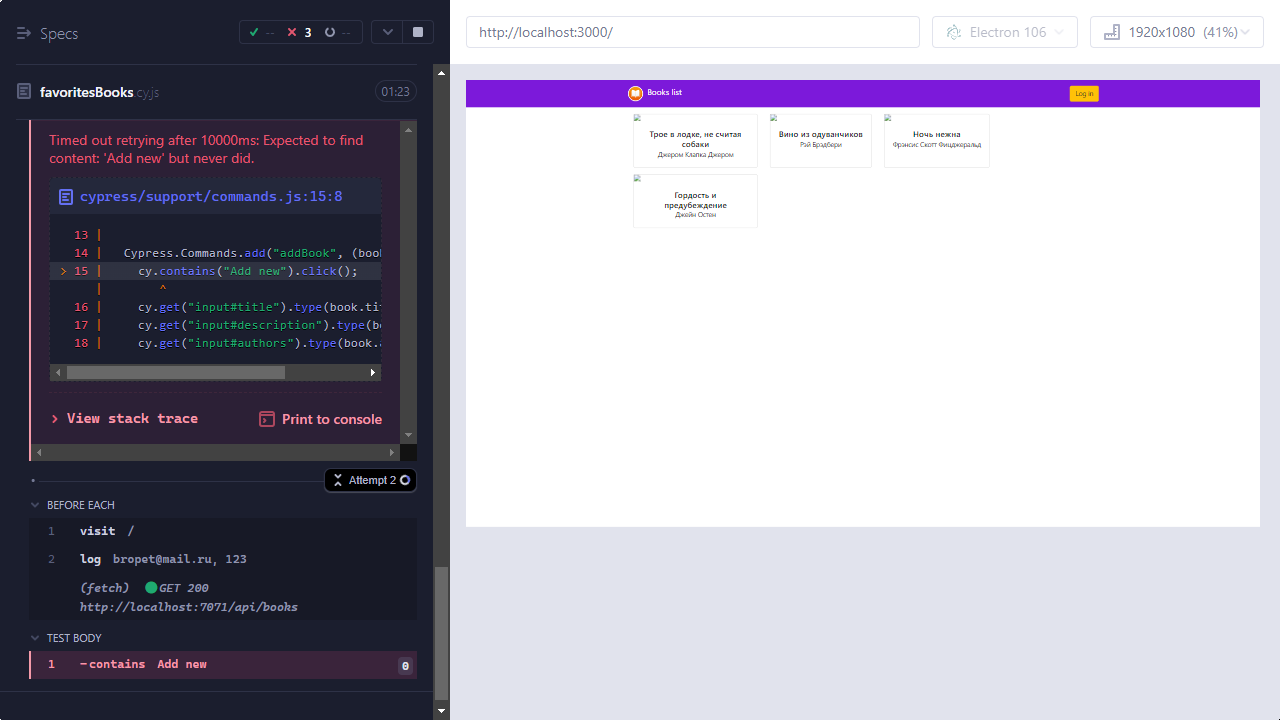 Specs
-- 3 --
favoritesBooks.cy.js 01:23
Timed out retrying after 10000ms: Expected to find
content: 'Add new' but never did.
cypress/support/commands.js:15:8
13 |
14 | Cypress.Commands.add("addBook", (boo
> 15 | cy.contains("Add new").click();
| ^
16 | cy.get("input#title").type(book.tit
17 | cy.get("input#description").type(bo
18 | cy.get("input#authors").type(book.a
> View stack trace
Print to console
Attempt 2
BEFORE EACH
1 visit /
2 log bropet@mail.ru, 123
(fetch) GET 200
http://localhost:7071/api/books
TEST BODY
1 -contains Add new 0
http://localhost:3000/
Electron 106
1920x1080 (41%)
Books list
Log in
Трое в лодке, не считая
собаки
Джером Клапка Джером
Вино из одуванчиков
Рэй Брэдбери
Ночь нежна
Фрэнсис Скотт Фицджеральд
Гордость и
предубеждение
Джейн Остен